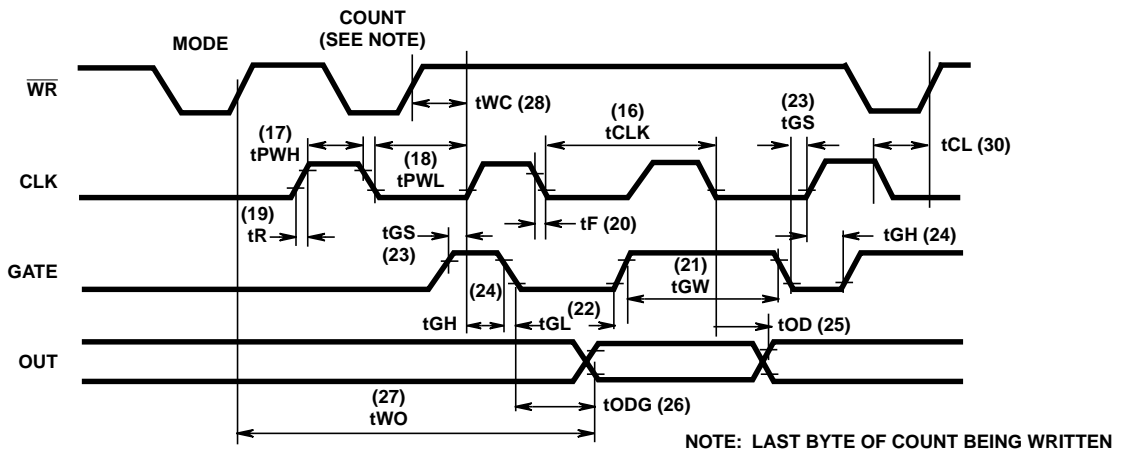 COUNT
MODE (SEE NOTE)
WR
tWC (28)
(16)
tCLK
(23)
tGS
tCL (30)
(17)
tPWH
(18)
tPWL
CLK
(19)
tR
tGS
(23)
tF (20)
tGH (24)
GATE
(24)
(21)
tGW
(22)
tGH
tGL
tOD (25)
OUT
(27)
tWO
tODG (26)
NOTE: LAST BYTE OF COUNT BEING WRITTEN